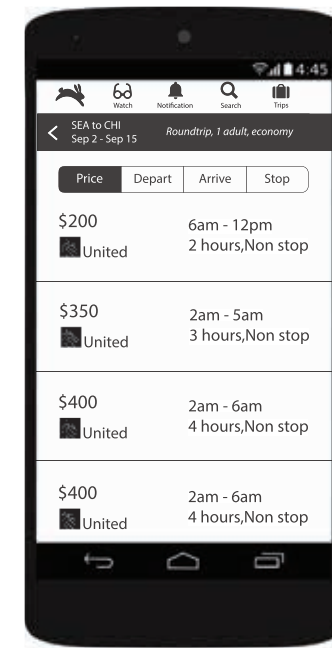 4:45
Watch Notification Search Trips
SEA to CHI
Sep 2 - Sep 15
Roundtrip, 1 adult, economy
Price Depart Arrive Stop
$200
6am - 12pm
United
2 hours,Non stop
$350
2am - 5am
United
3 hours,Non stop
$400
2am - 6am
United
4 hours,Non stop
$400
2am - 6am
United
4 hours,Non stop